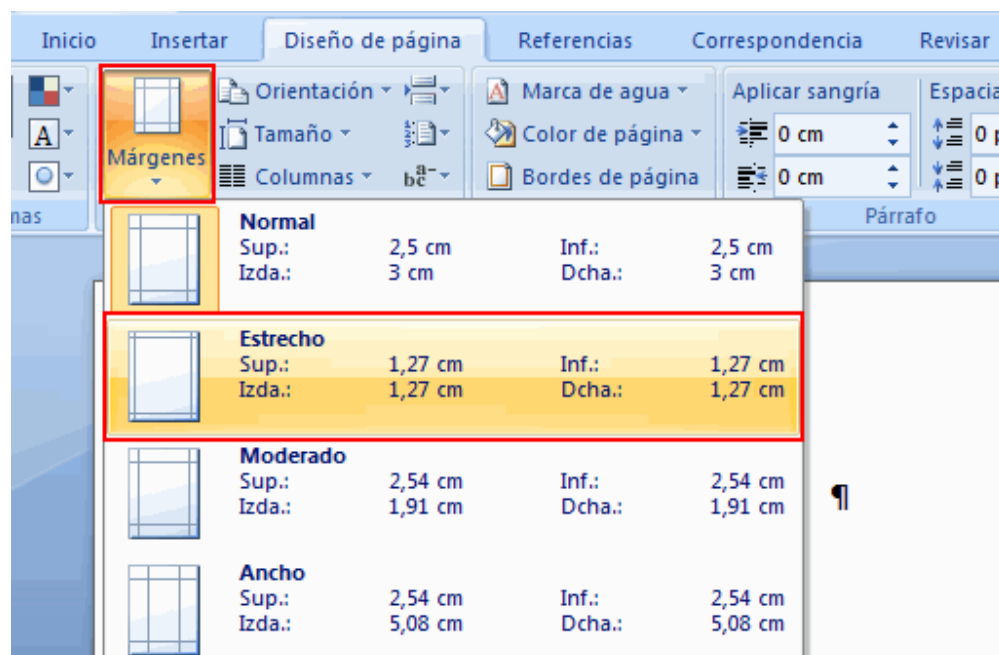 Inicio Insertar Diseño de página Referencias Correspondencia Revisar
Márgenes
Orientación
Tamaño
Columnas
Marca de agua
Color de página
Bordes de página
Aplicar sangría
0 cm
0 cm
Espacia
0 p
0 p
mas
Párrafo
Normal
Sup.: 2,5 cm Inf.: 2,5 cm
Izda.: 3 cm Dcha.: 3 cm
Estrecho
Sup.: 1,27 cm Inf.: 1,27 cm
Izda.: 1,27 cm Dcha.: 1,27 cm
Moderado
Sup.: 2,54 cm Inf.: 2,54 cm
Izda.: 1,91 cm Dcha.: 1,91 cm
¶
Ancho
Sup.: 2,54 cm Inf.: 2,54 cm
Izda.: 5,08 cm Dcha.: 5,08 cm